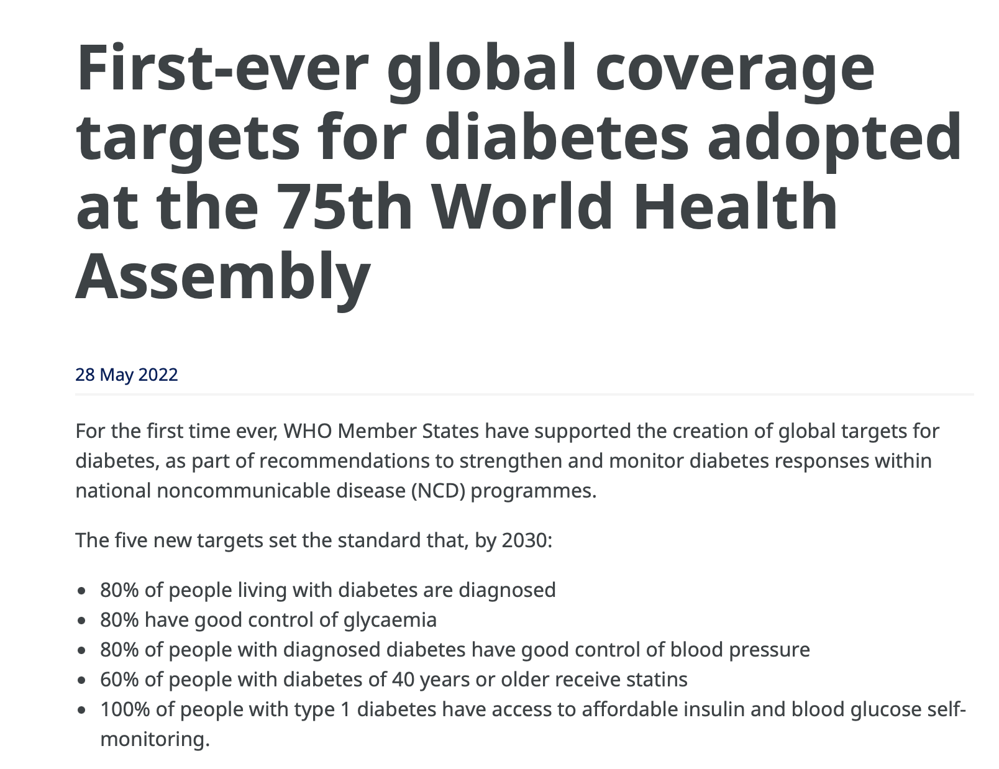 First-ever global coverage
targets for diabetes adopted
at the 75th World Health
Assembly
28 May 2022
For the first time ever, WHO Member States have supported the creation of global targets for
diabetes, as part of recommendations to strengthen and monitor diabetes responses within
national noncommunicable disease (NCD) programmes.
The five new targets set the standard that, by 2030:
• 80% of people living with diabetes are diagnosed
• 80% have good control of glycaemia
• 80% of people with diagnosed diabetes have good control of blood pressure
• 60% of people with diabetes of 40 years or older receive statins
• 100% of people with type 1 diabetes have access to affordable insulin and blood glucose self-
monitoring.